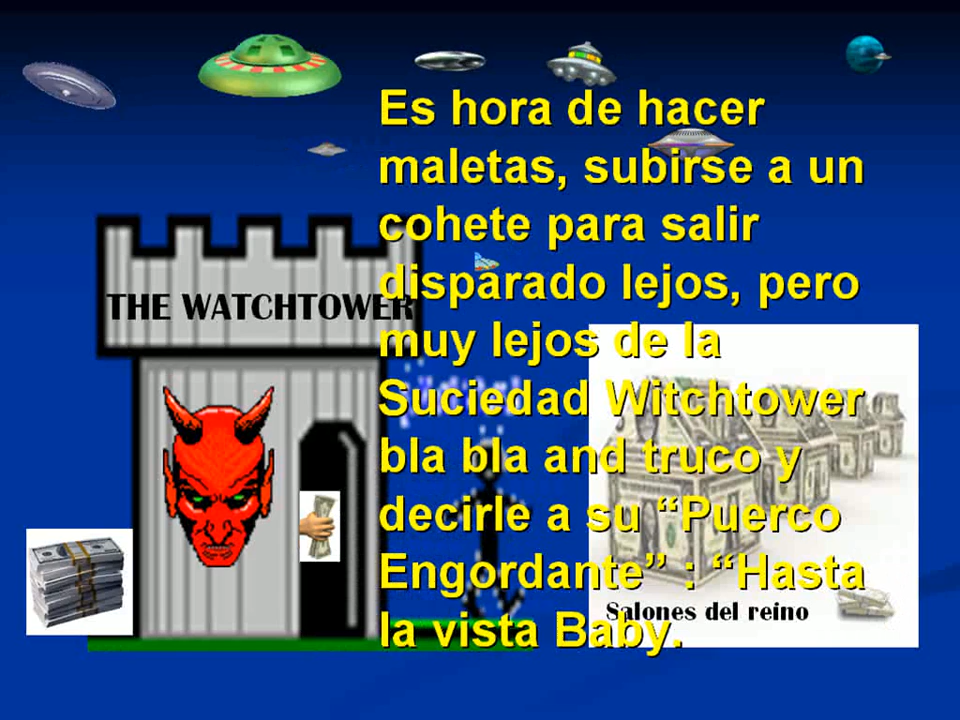 Es hora de hacer
maletas, subirse a un
cohete para salir
disparado lejos, pero
muy lejos de la
Suciedad Witchtower
bla bla and truco y
decirle a su “Puerco
Engordante” : “Hasta
la vista Baby.
THE WATCHTOWER
Salones del reino